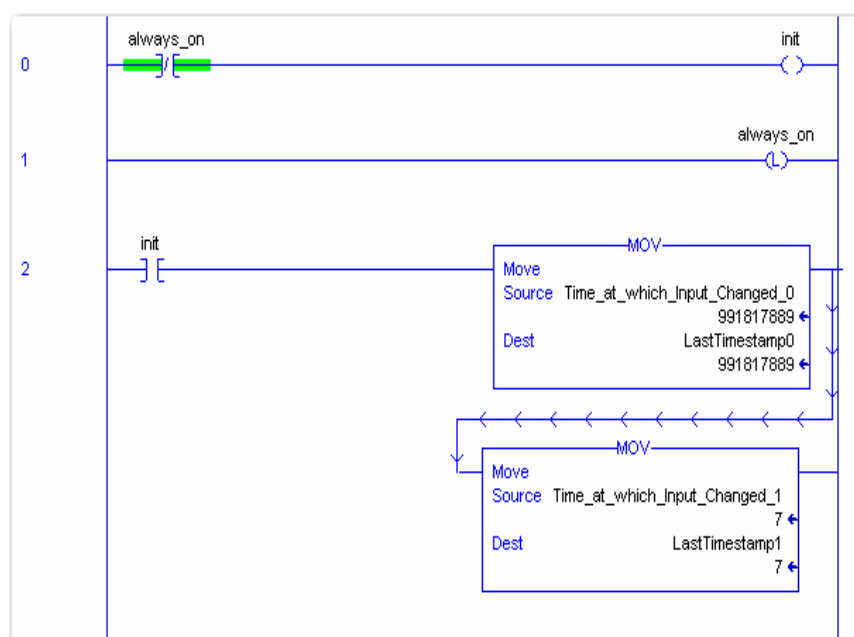 always_on
init
0
always_on
1
L
init
2
MOV
Move
Source Time_at_which_Input_Changed_0
991817889
Dest LastTimestamp0
991817889
MOV
Move
Source Time_at_which_Input_Changed_1
7
Dest LastTimestamp1
7